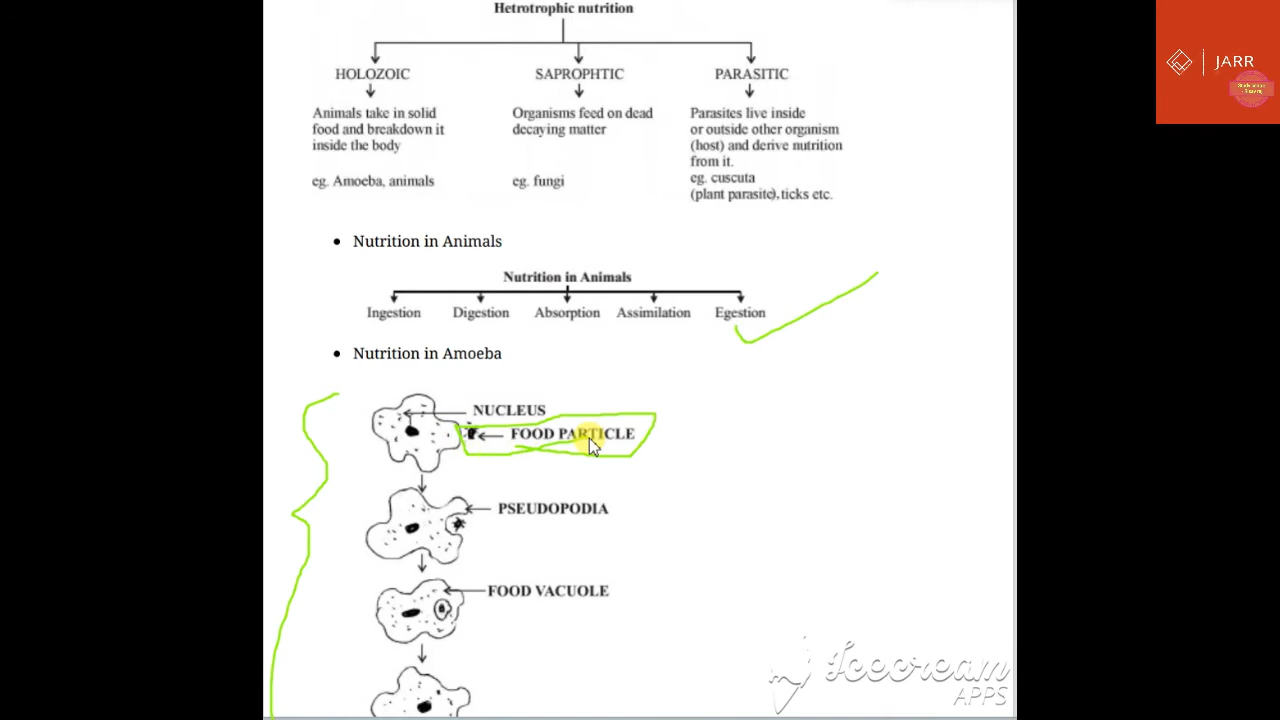 Hetrotrophic nutrition
HOLOZOIC
SAPROPHTIC
PARASITIC
Animals take in solid
food and breakdown it
inside the body
eg. Amoeba, animals
Organisms feed on dead
decaying matter
eg. fungi
Parasites live inside
or outside other organism
(host) and derive nutrition
from it.
eg. cuscuta
(plant parasite), ticks etc.
• Nutrition in Animals
Nutrition in Animals
Ingestion Digestion Absorption Assimilation Egestion
• Nutrition in Amoeba
NUCLEUS
FOOD PARTICLE
PSEUDOPODIA
FOOD VACUOLE
JARR
Icecream
APPS